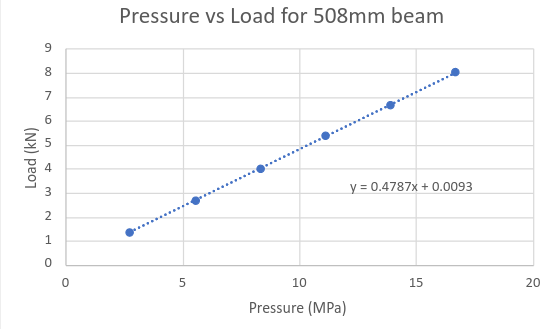 Pressure vs Load for 508mm beam
9
8
7
6
5
4
3
2
1
0
Load (kN)
y = 0.4787x + 0.0093
0 5 10 15 20
Pressure (MPa)